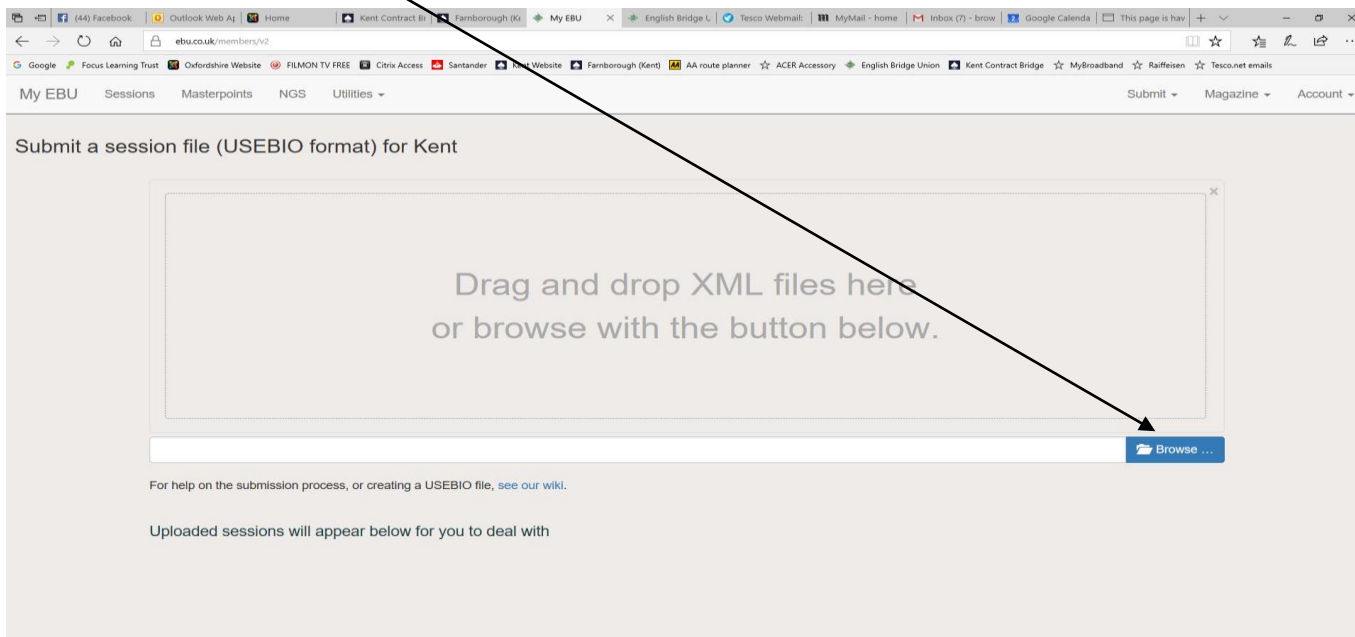 (44) Facebook Outlook Web Ap Home Kent Contract Bi Farnborough (Ke My EBU English Bridge U Tesco Webmail: MyMail - home Inbox (7) - brow Google Calenda This page is hav
ebu.co.uk/members/v2
Google Focus Learning Trust Oxfordshire Website FILMON TV FREE Citrix Access Santander Kent Website Farnborough (Kent) AA route planner ACER Accessory English Bridge Union Kent Contract Bridge MyBroadband Raiffeisen Tesco.net emails
My EBU Sessions Masterpoints NGS Utilities Submit Magazine Account
Submit a session file (USEBIO format) for Kent
Drag and drop XML files here
or browse with the button below.
Browse ...
For help on the submission process, or creating a USEBIO file, see our wiki.
Uploaded sessions will appear below for you to deal with